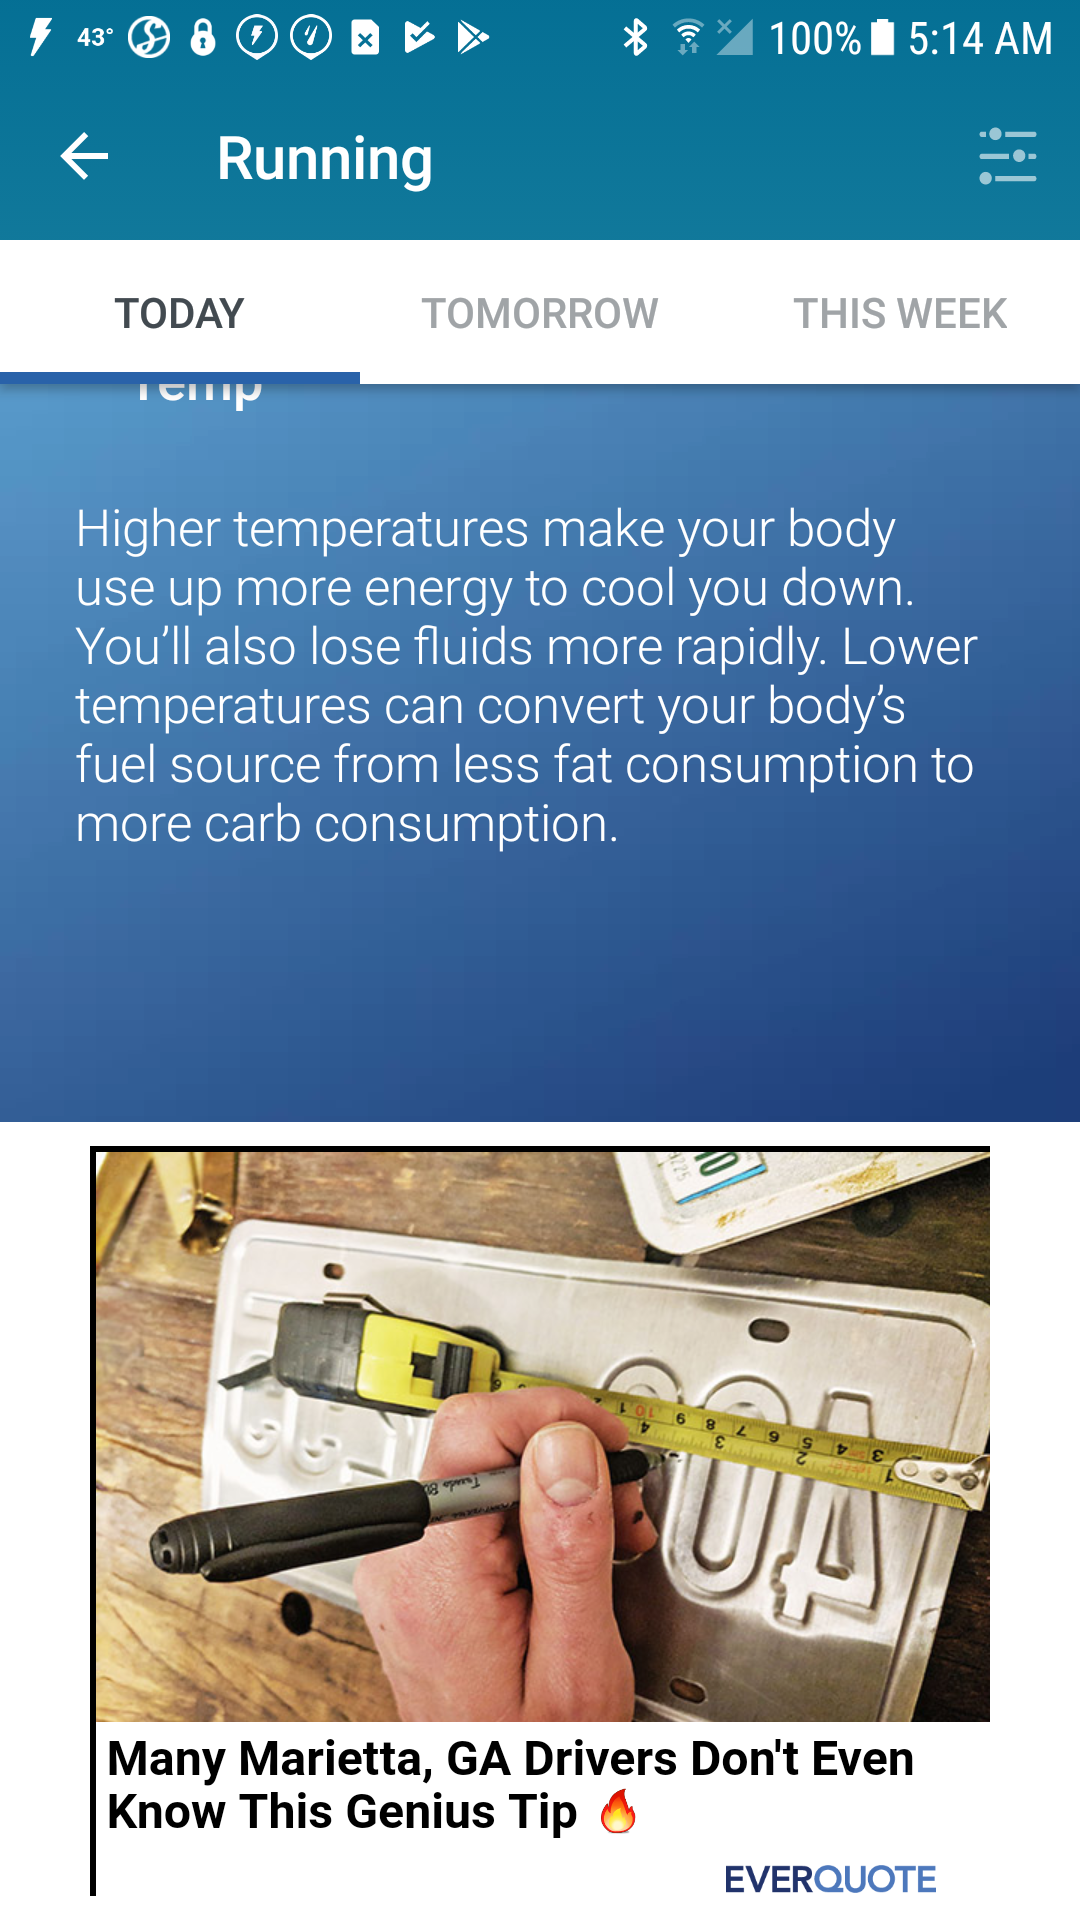 43°
100% 5:14 AM
Running
TODAY TOMORROW THIS WEEK
Temp
Higher temperatures make your body
use up more energy to cool you down.
You’ll also lose fluids more rapidly. Lower
temperatures can convert your body’s
fuel source from less fat consumption to
more carb consumption.
Many Marietta, GA Drivers Don't Even
Know This Genius Tip 🔥
EVERQUOTE